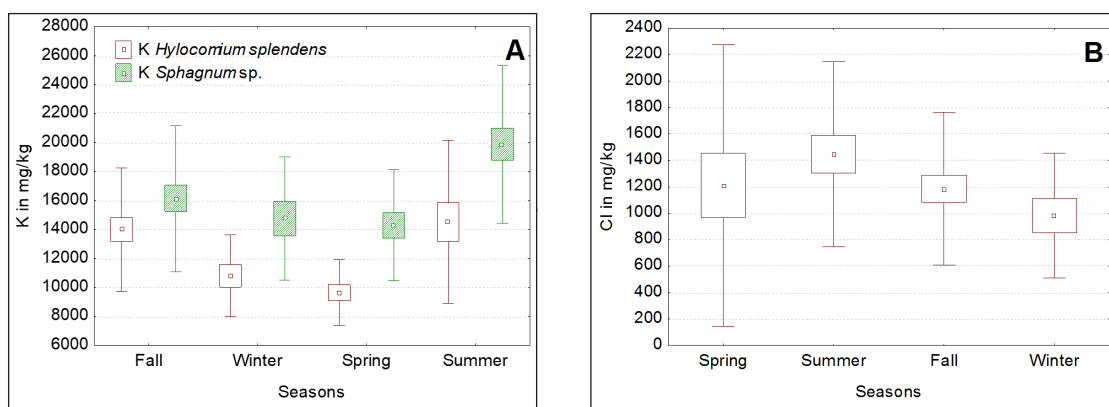 A
K Hylocomium splendens
K Sphagnum sp.
K in mg/kg
28000
26000
24000
22000
20000
18000
16000
14000
12000
10000
8000
6000
Fall Winter Spring Summer
Seasons
B
Cl in mg/kg
2400
2200
2000
1800
1600
1400
1200
1000
800
600
400
200
0
Spring Summer Fall Winter
Seasons